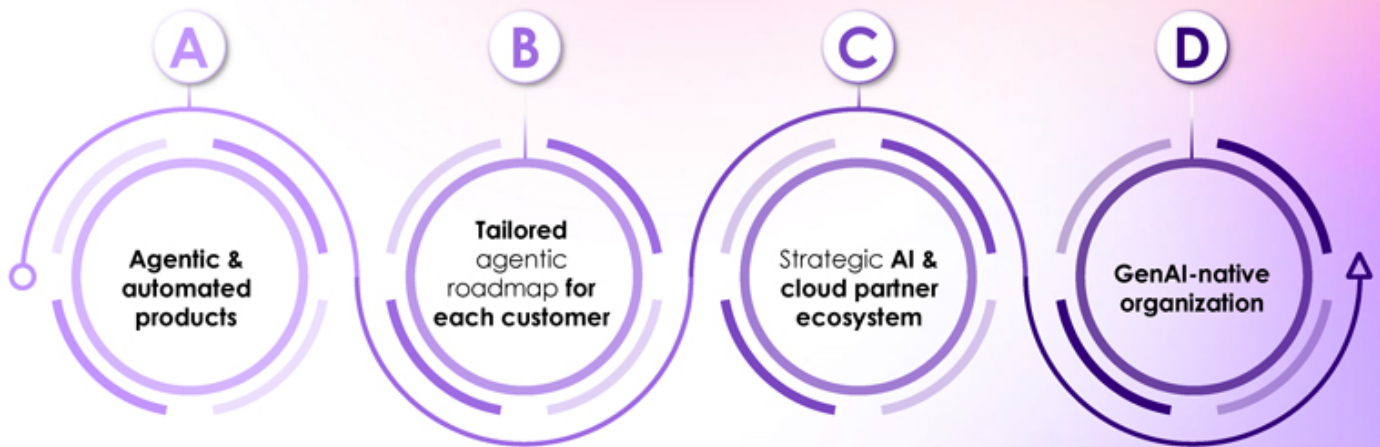 A
B
C
D
Agentic &
automated
products
Tailored
agentic
roadmap for
each customer
Strategic AI &
cloud partner
ecosystem
GenAI-native
organization